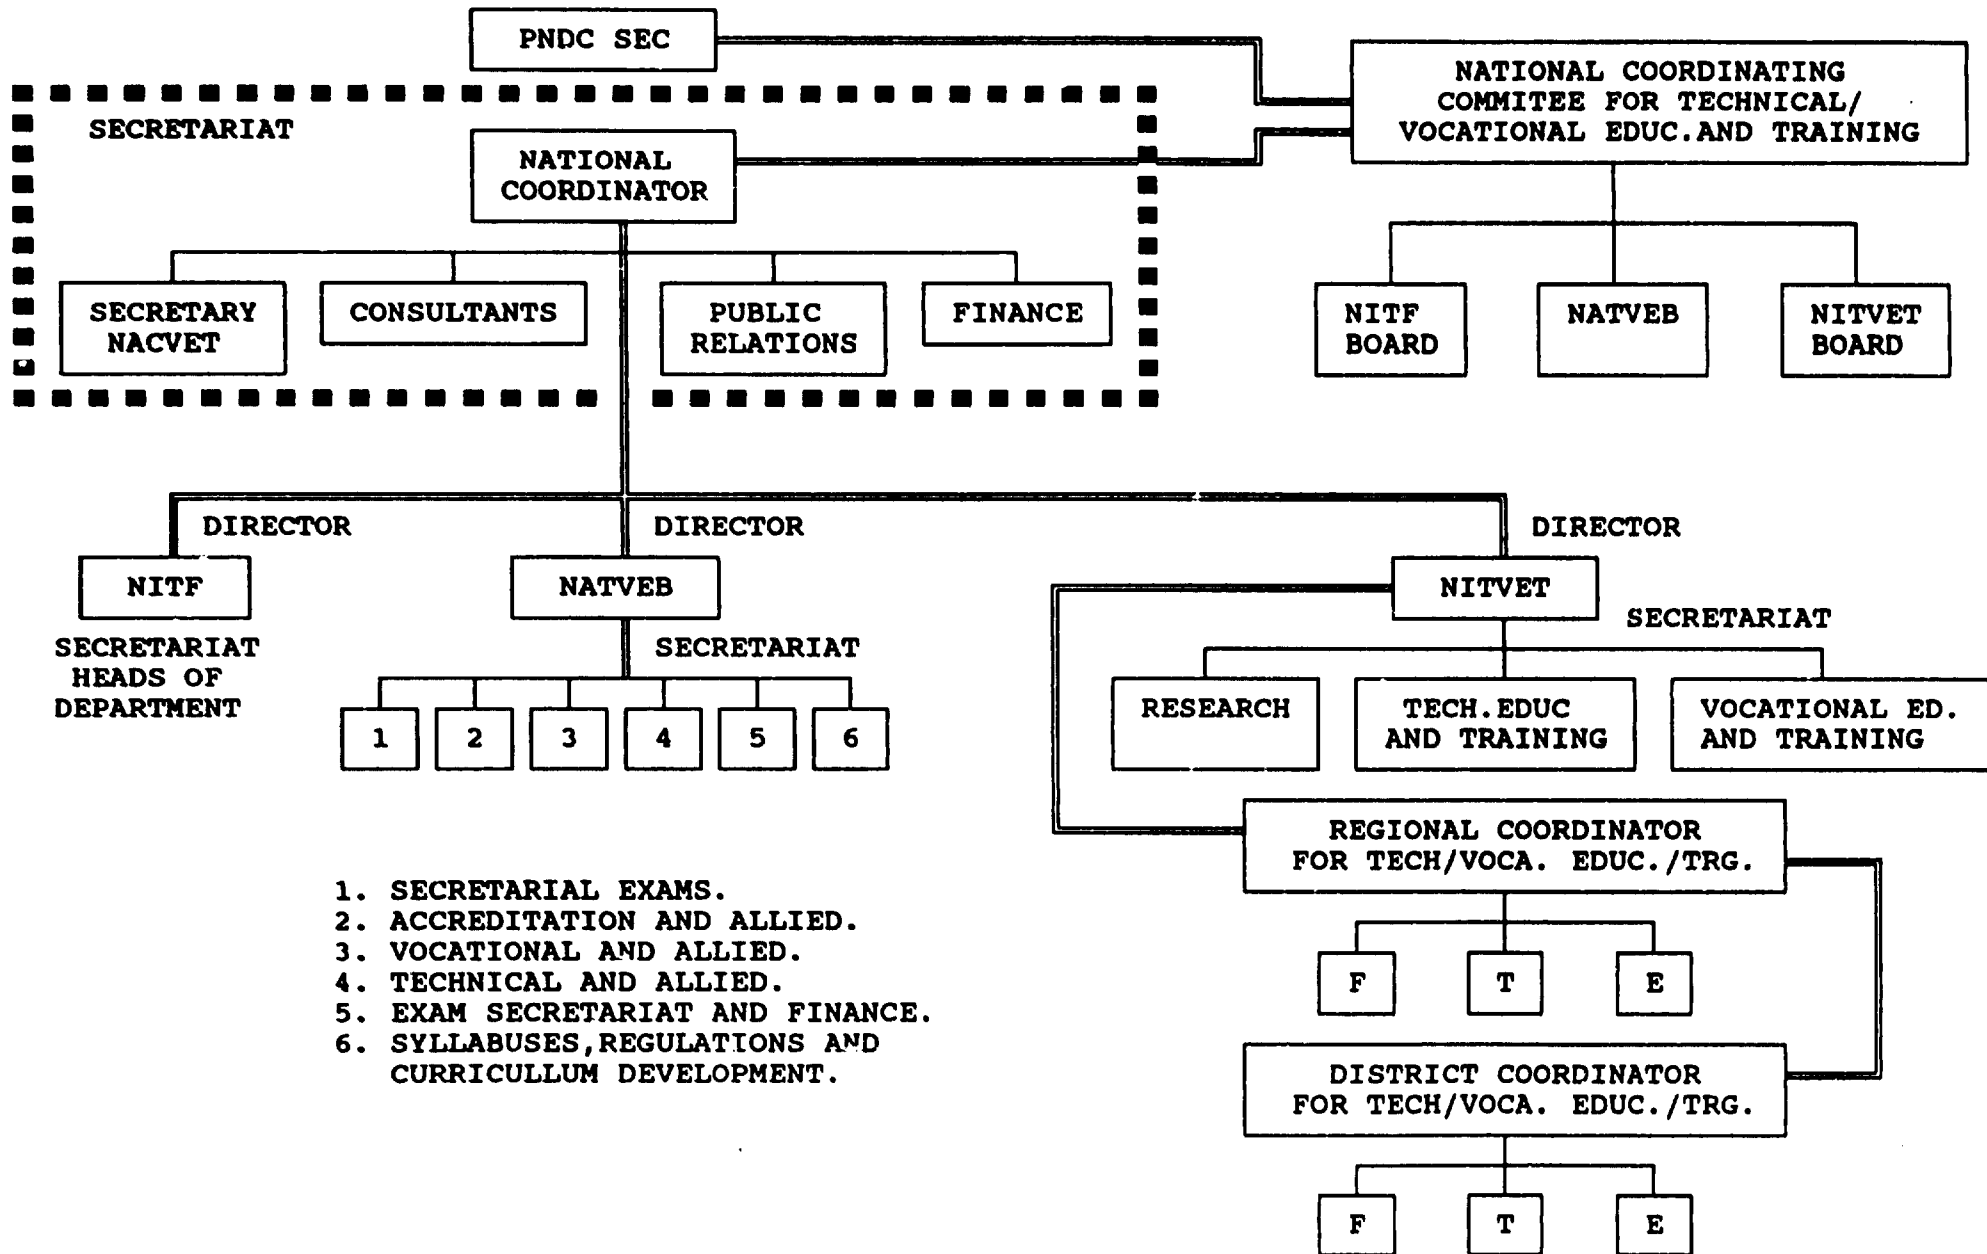 PNDC SEC
NATIONAL COORDINATING
COMMITEE FOR TECHNICAL/
VOCATIONAL EDUC.AND TRAINING
SECRETARIAT
NATIONAL
COORDINATOR
SECRETARY
NACVET
CONSULTANTS
PUBLIC
RELATIONS
FINANCE
NITF
BOARD
NATVEB
NITVET
BOARD
DIRECTOR
DIRECTOR
DIRECTOR
NITF
NATVEB
NITVET
SECRETARIAT
HEADS OF
DEPARTMENT
SECRETARIAT
SECRETARIAT
1
2
3
4
5
6
RESEARCH
TECH.EDUC
AND TRAINING
VOCATIONAL ED.
AND TRAINING
REGIONAL COORDINATOR
FOR TECH/VOCA. EDUC./TRG.
F
T
E
1. SECRETARIAL EXAMS.
2. ACCREDITATION AND ALLIED.
3. VOCATIONAL AND ALLIED.
4. TECHNICAL AND ALLIED.
5. EXAM SECRETARIAT AND FINANCE.
6. SYLLABUSES,REGULATIONS AND
CURRICULLUM DEVELOPMENT.
DISTRICT COORDINATOR
FOR TECH/VOCA. EDUC./TRG.
F
T
E